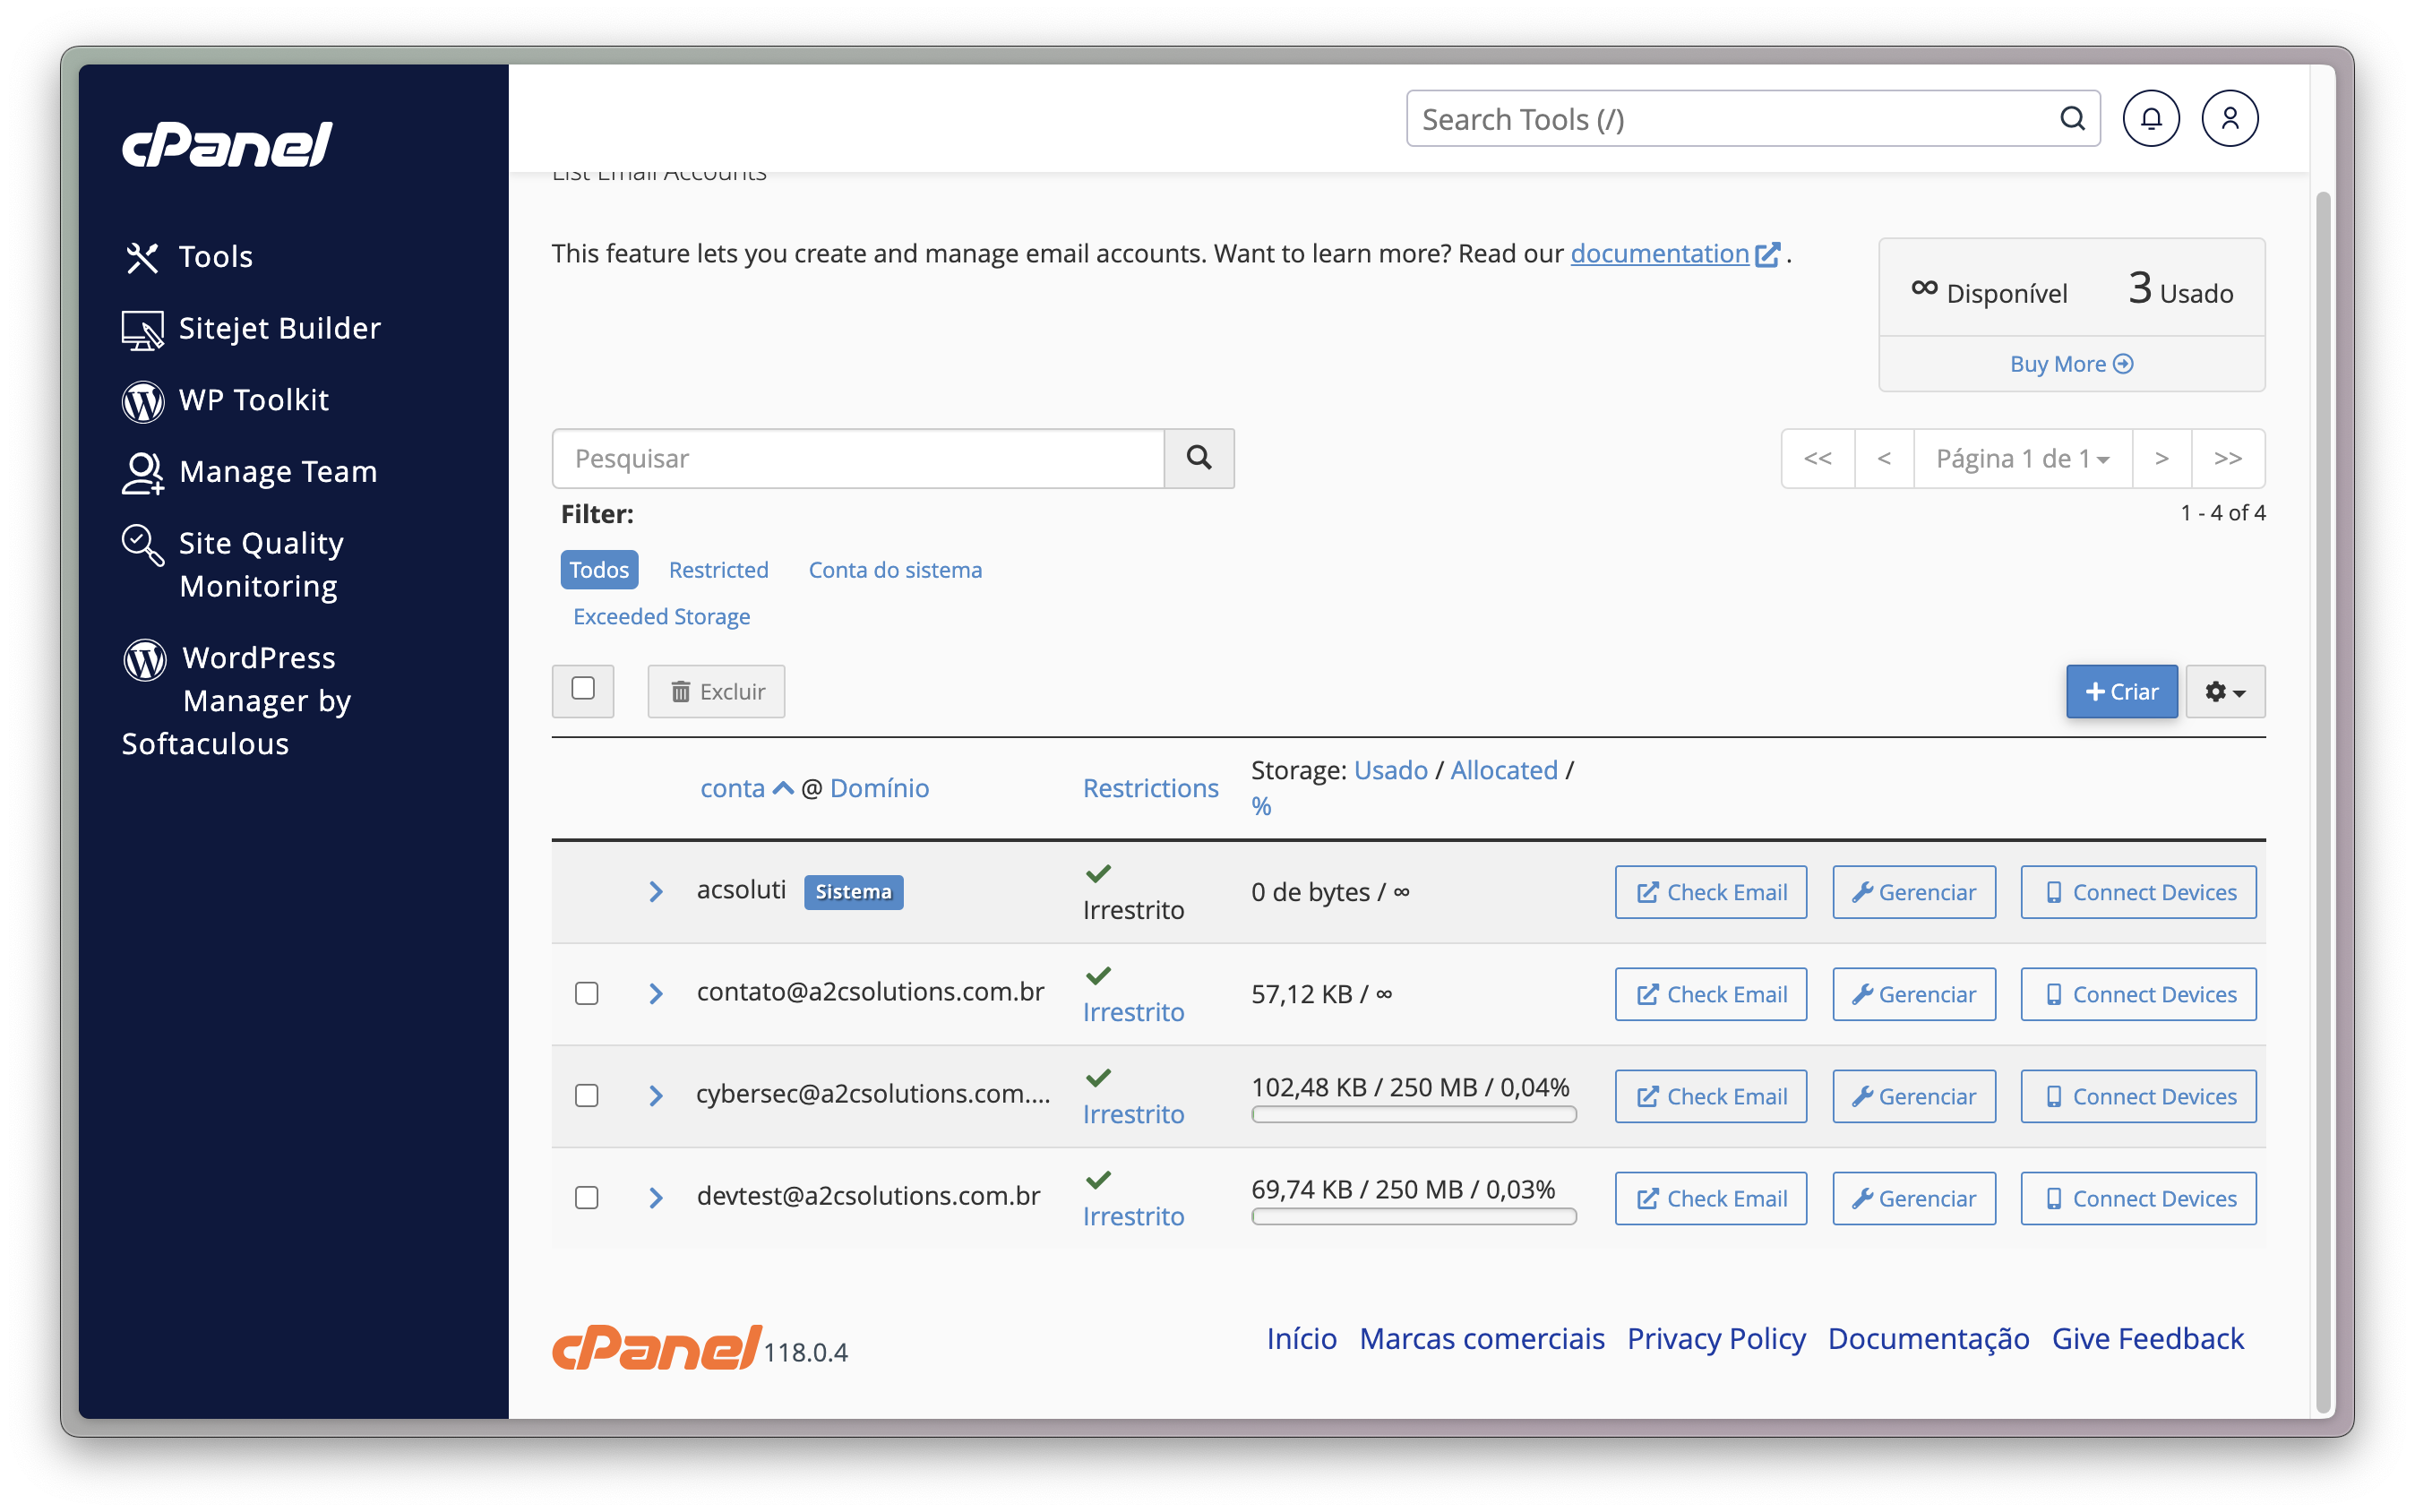 cPanel
Tools
Sitejet Builder
WP Toolkit
Manage Team
Site Quality
Monitoring
WordPress
Manager by
Softaculous
Search Tools (/)
List Email Accounts
This feature lets you create and manage email accounts. Want to learn more? Read our documentation .
∞ Disponível 3 Usado
Buy More
Pesquisar
<< < Página 1 de 1 > >>
Filter:
1 - 4 of 4
Todos Restricted Conta do sistema
Exceeded Storage
Excluir
+ Criar
conta @ Domínio Restrictions Storage: Usado / Allocated /
%
acsoluti Sistema Irrestrito 0 de bytes / ∞ Check Email Gerenciar Connect Devices
contato@a2csolutions.com.br Irrestrito 57,12 KB / ∞ Check Email Gerenciar Connect Devices
cybersec@a2csolutions.com.... Irrestrito 102,48 KB / 250 MB / 0,04% Check Email Gerenciar Connect Devices
devtest@a2csolutions.com.br Irrestrito 69,74 KB / 250 MB / 0,03% Check Email Gerenciar Connect Devices
cPanel 118.0.4
Início Marcas comerciais Privacy Policy Documentação Give Feedback